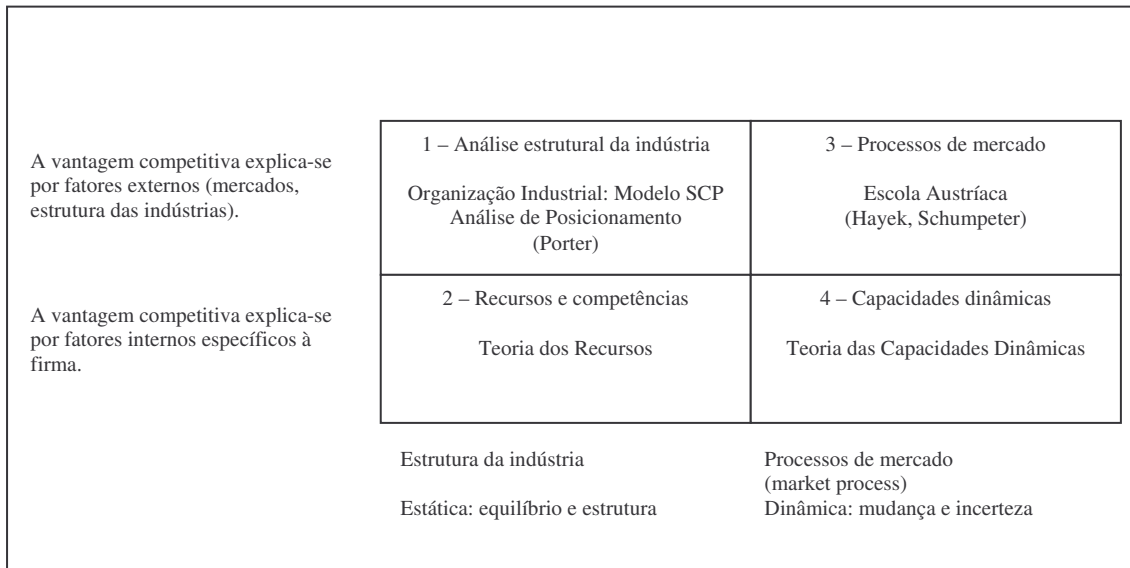 A vantagem competitiva explica-se
por fatores externos (mercados,
estrutura das indústrias).
1 – Análise estrutural da indústria
Organização Industrial: Modelo SCP
Análise de Posicionamento
(Porter)
3 – Processos de mercado
Escola Austríaca
(Hayek, Schumpeter)
A vantagem competitiva explica-se
por fatores internos específicos à
firma.
2 – Recursos e competências
Teoria dos Recursos
4 – Capacidades dinâmicas
Teoria das Capacidades Dinâmicas
Estrutura da indústria
Estática: equilíbrio e estrutura
Processos de mercado
(market process)
Dinâmica: mudança e incerteza